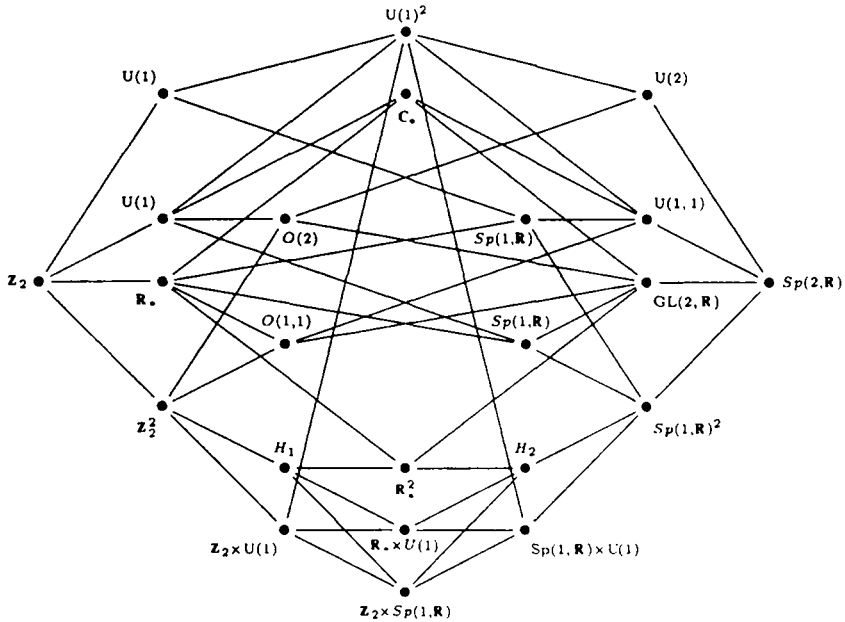 U(1)²
U(1)
U(2)
C*
U(1)
U(1,1)
O(2)
Sp(1,R)
Z₂
R*
GL(2,R)
Sp(2,R)
O(1,1)
Sp(1,R)
Z₂²
Sp(1,R)²
H₁
R*²
H₂
Z₂×U(1)
R*×U(1)
Sp(1,R)×U(1)
Z₂×Sp(1,R)